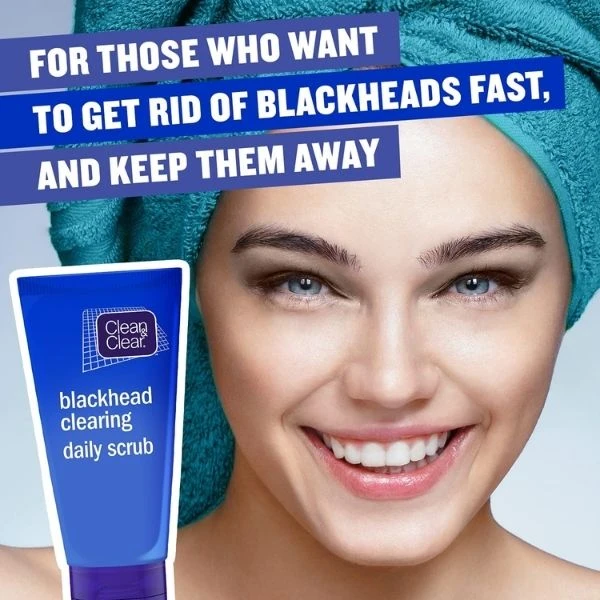 FOR THOSE WHO WANT
TO GET RID OF BLACKHEADS FAST,
AND KEEP THEM AWAY
Clean &
Clear.
blackhead
clearing
daily scrub